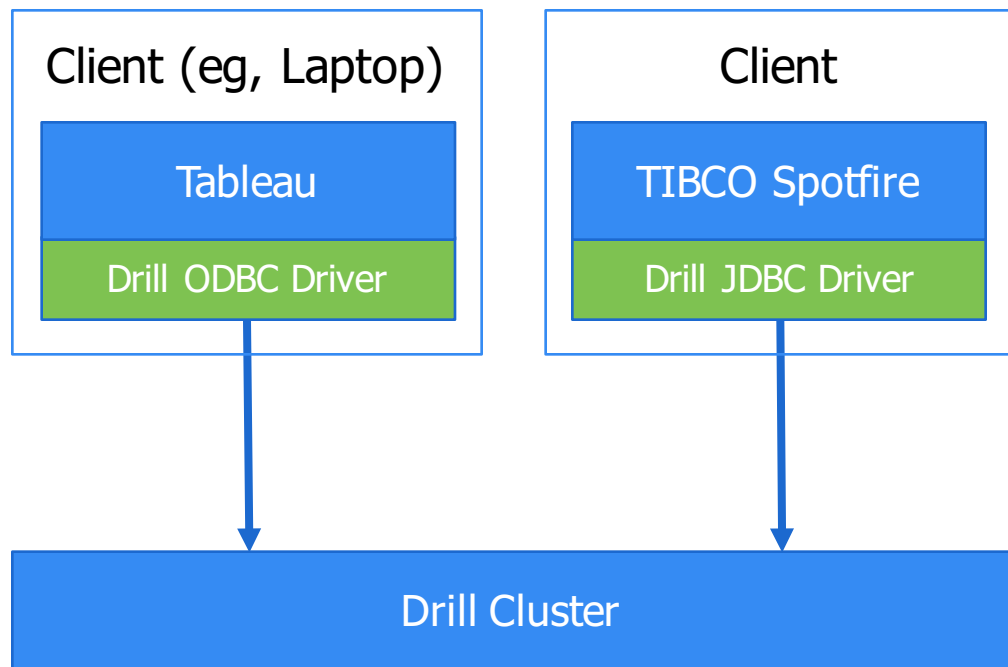 Client (eg, Laptop)
Tableau
Drill ODBC Driver
Client
TIBCO Spotfire
Drill JDBC Driver
Drill Cluster